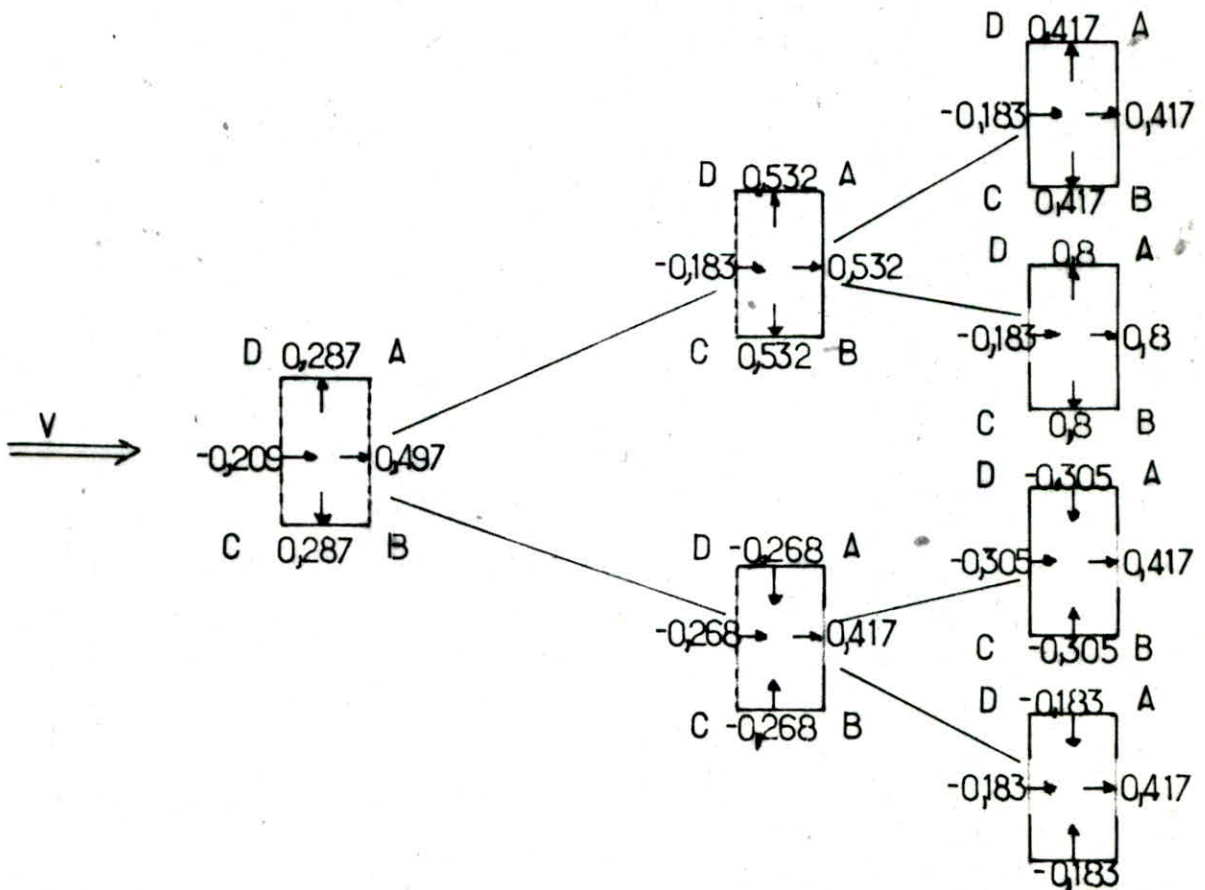 D 0,417 A
-0,183 0,417
C 0,417 B
D 0,532 A
-0,183 0,532
C 0,532 B
D 0,8 A
-0,183 0,8
C 0,8 B
D 0,287 A
V
-0,209 0,497
C 0,287 B
D -0,305 A
-0,305 0,417
C -0,305 B
D -0,268 A
-0,268 0,417
C -0,268 B
D -0,183 A
-0,183 0,417
-0,183